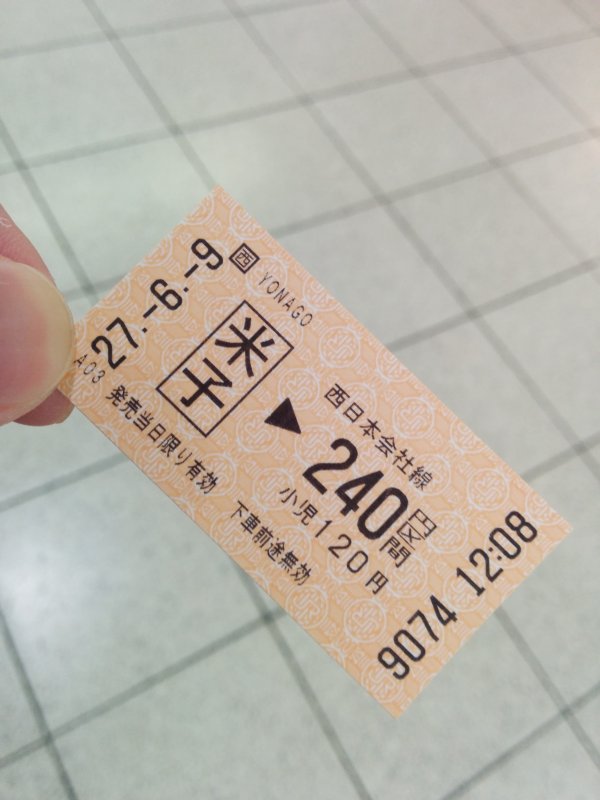 27.-6.-9 西 YONAGO
米子
西日本会社線
▶ 240円区間
小児120円
A03 発売当日限り有効 下車前途無効
9074 12:08